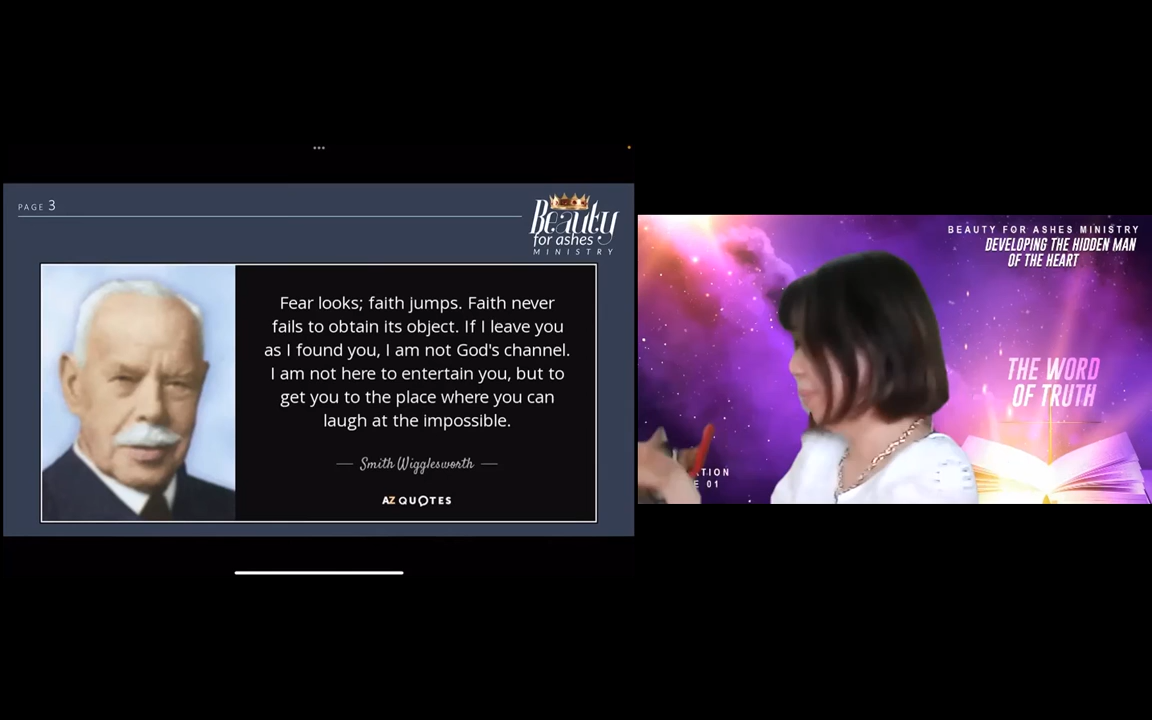 PAGE 3
Beauty
for ashes
MINISTRY
Fear looks; faith jumps. Faith never
fails to obtain its object. If I leave you
as I found you, I am not God's channel.
I am not here to entertain you, but to
get you to the place where you can
laugh at the impossible.
— Smith Wigglesworth —
AZ QUOTES
BEAUTY FOR ASHES MINISTRY
DEVELOPING THE HIDDEN MAN
OF THE HEART
THE WORD
OF TRUTH
01